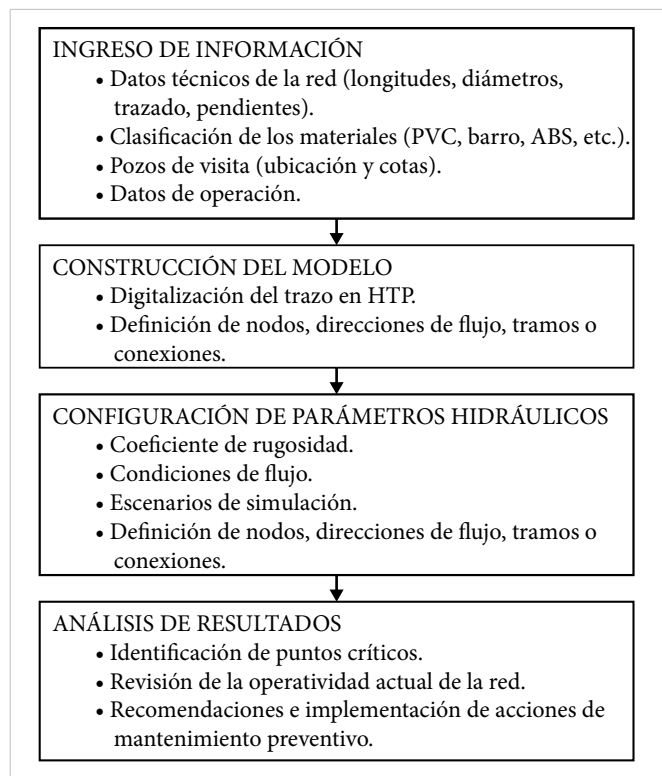 INGRESO DE INFORMACIÓN
• Datos técnicos de la red (longitudes, diámetros,
trazado, pendientes).
• Clasificación de los materiales (PVC, barro, ABS, etc.).
• Pozos de visita (ubicación y cotas).
• Datos de operación.
CONSTRUCCIÓN DEL MODELO
• Digitalización del trazo en HTP.
• Definición de nodos, direcciones de flujo, tramos o
conexiones.
CONFIGURACIÓN DE PARÁMETROS HIDRÁULICOS
• Coeficiente de rugosidad.
• Condiciones de flujo.
• Escenarios de simulación.
• Definición de nodos, direcciones de flujo, tramos o
conexiones.
ANÁLISIS DE RESULTADOS
• Identificación de puntos críticos.
• Revisión de la operatividad actual de la red.
• Recomendaciones e implementación de acciones de
mantenimiento preventivo.